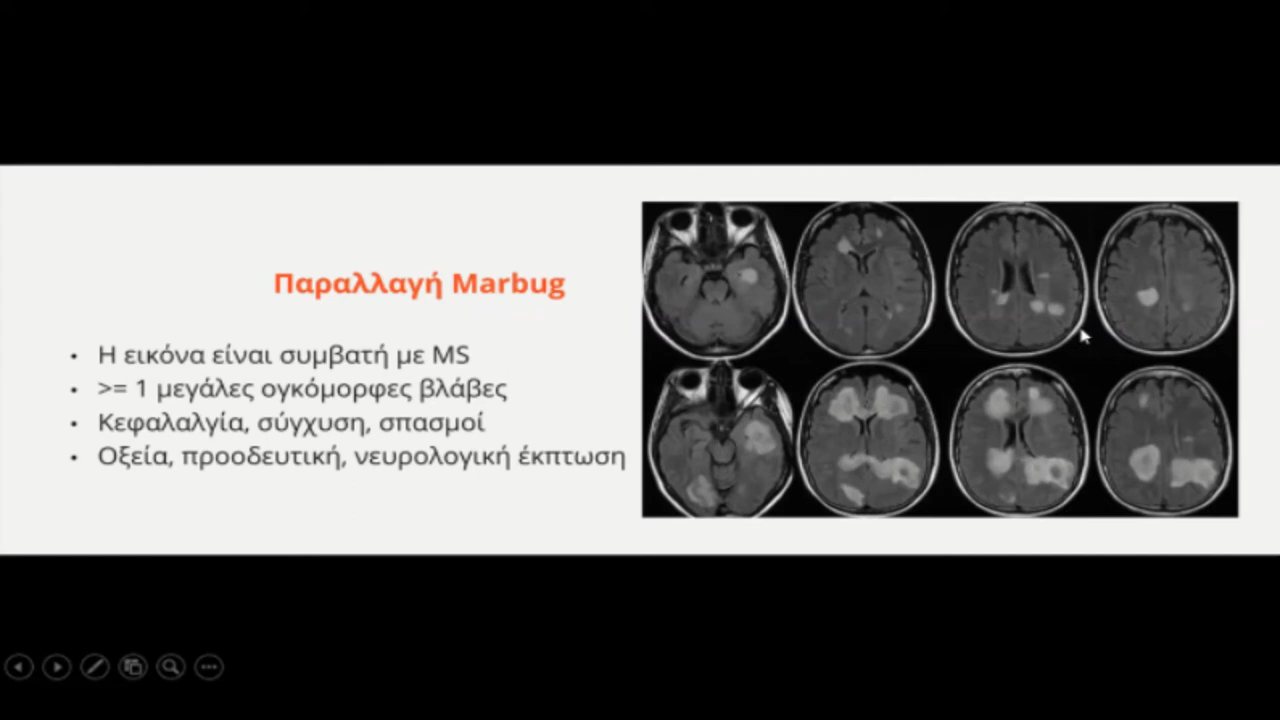 Παραλλαγή Marbug
• Η εικόνα είναι συμβατή με MS
• >= 1 μεγάλες ογκόμορφες βλάβες
• Κεφαλαλγία, σύγχυση, σπασμοί
• Οξεία, προοδευτική, νευρολογική έκπτωση